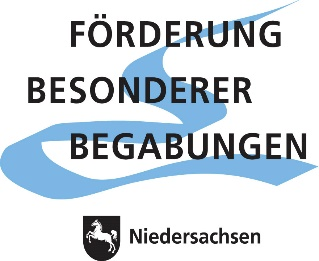 FÖRDERUNG
BESONDERER
BEGABUNGEN
Niedersachsen